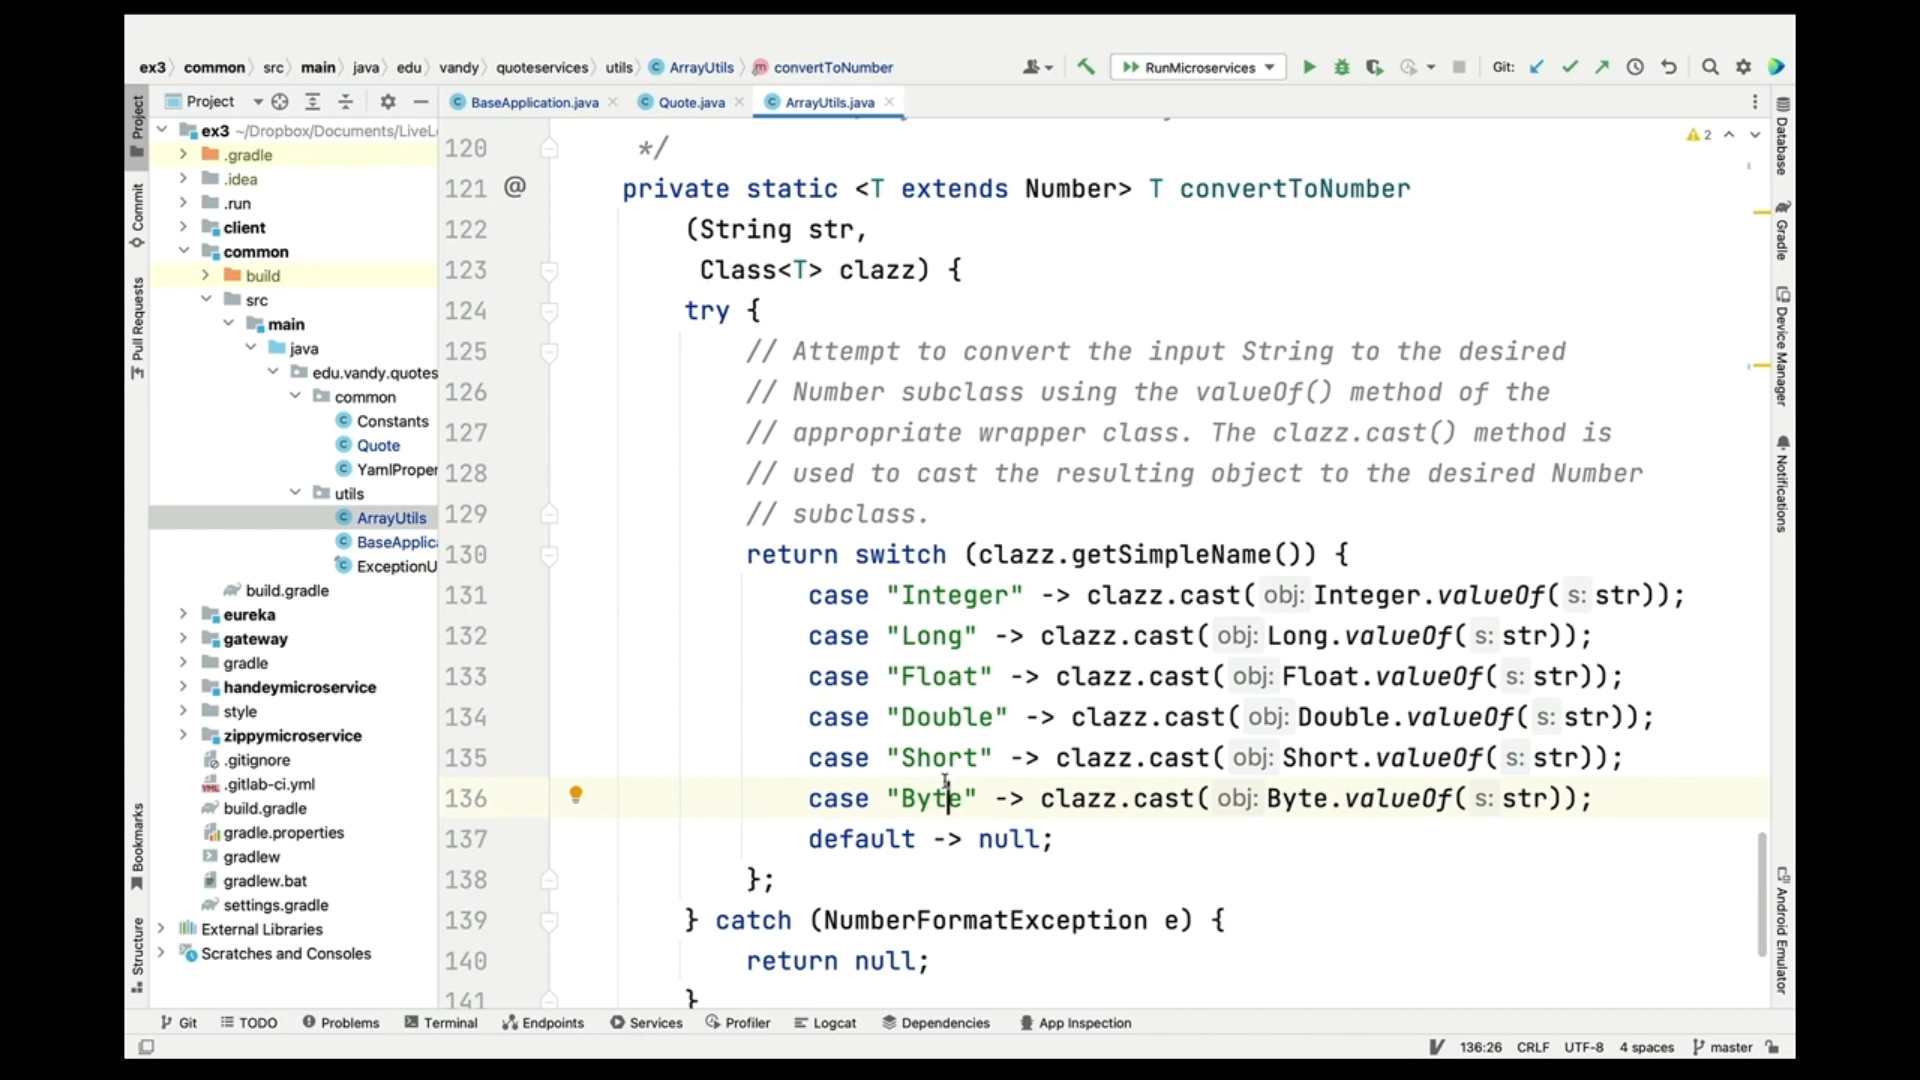 ex3 common src main java edu vandy quoteservices utils ArrayUtils convertToNumber RunMicroservices Git:
Project BaseApplication.java Quote.java ArrayUtils.java
ex3 ~/Dropbox/Documents/LiveL
.gradle
.idea
.run
client
common
build
src
main
java
edu.vandy.quotes
common
Constants
Quote
YamlProper
utils
ArrayUtils
BaseApplic
ExceptionU
build.gradle
eureka
gateway
gradle
handeymicroservice
style
zippymicroservice
.gitignore
.gitlab-ci.yml
build.gradle
gradle.properties
gradlew
gradlew.bat
settings.gradle
External Libraries
Scratches and Consoles
Project
Commit
Pull Requests
Bookmarks
Structure
2
120 */
121 @ private static <T extends Number> T convertToNumber
122 (String str,
123 Class<T> clazz) {
124 try {
125 // Attempt to convert the input String to the desired
126 // Number subclass using the valueOf() method of the
127 // appropriate wrapper class. The clazz.cast() method is
128 // used to cast the resulting object to the desired Number
129 // subclass.
130 return switch (clazz.getSimpleName()) {
131 case "Integer" -> clazz.cast( obj: Integer.valueOf( s: str));
132 case "Long" -> clazz.cast( obj: Long.valueOf( s: str));
133 case "Float" -> clazz.cast( obj: Float.valueOf( s: str));
134 case "Double" -> clazz.cast( obj: Double.valueOf( s: str));
135 case "Short" -> clazz.cast( obj: Short.valueOf( s: str));
136 case "Byte" -> clazz.cast( obj: Byte.valueOf( s: str));
137 default -> null;
138 };
139 } catch (NumberFormatException e) {
140 return null;
141 }
Database
Gradle
Device Manager
Notifications
Android Emulator
Git TODO Problems Terminal Endpoints Services Profiler Logcat Dependencies App Inspection
136:26 CRLF UTF-8 4 spaces master